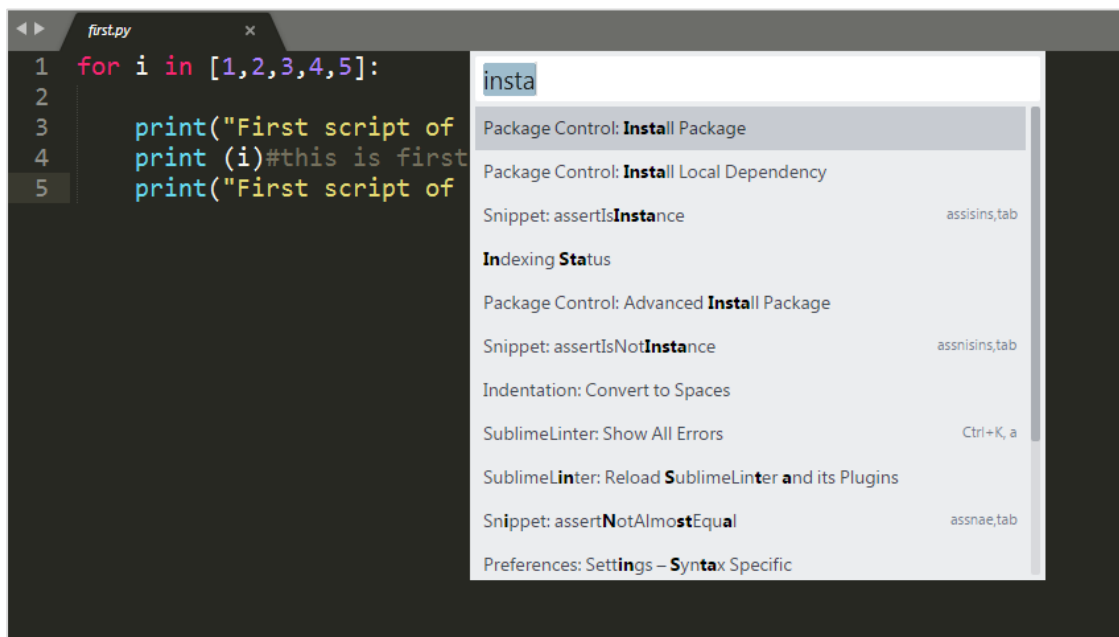 first.py ×
1 for i in [1,2,3,4,5]:
2
3 print("First script of
4 print (i)#this is first
5 print("First script of
insta
Package Control: Install Package
Package Control: Install Local Dependency
Snippet: assertIsInstance assisins,tab
Indexing Status
Package Control: Advanced Install Package
Snippet: assertIsNotInstance assnisins,tab
Indentation: Convert to Spaces
SublimeLinter: Show All Errors Ctrl+K, a
SublimeLinter: Reload SublimeLinter and its Plugins
Snippet: assertNotAlmostEqual assnae,tab
Preferences: Settings – Syntax Specific